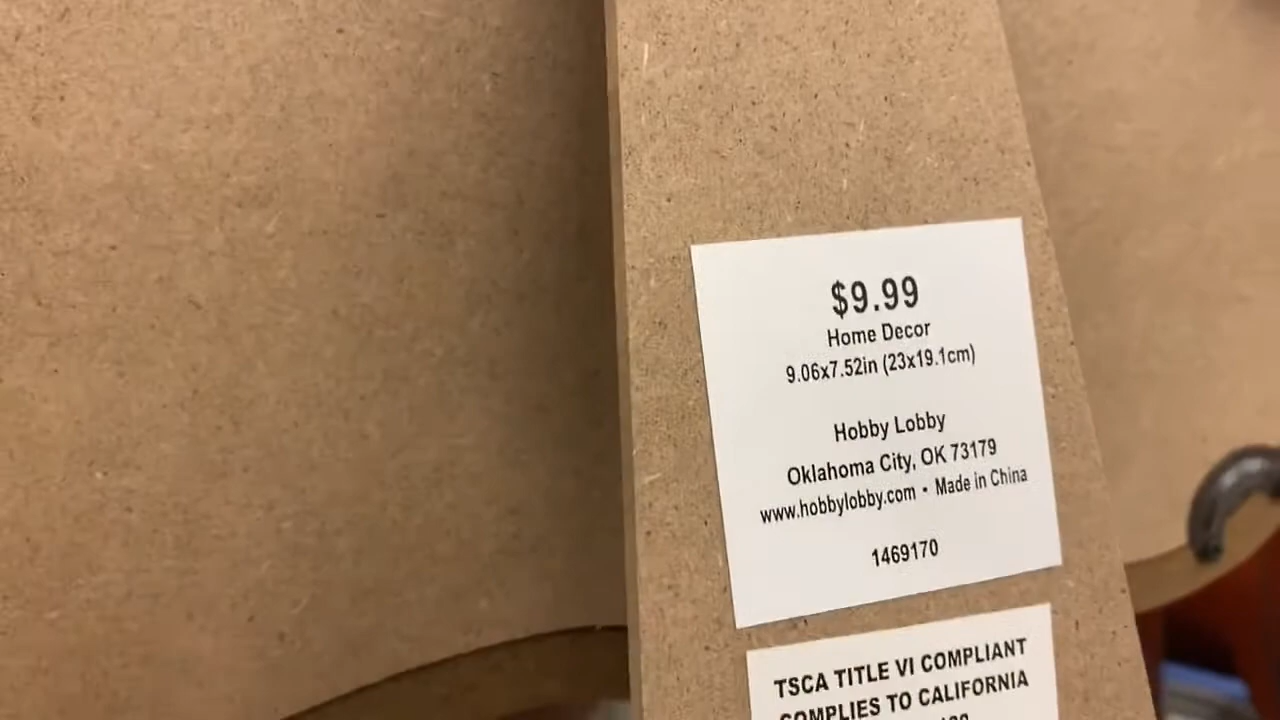 $9.99
Home Decor
9.06x7.52in (23x19.1cm)
Hobby Lobby
Oklahoma City, OK 73179
www.hobbylobby.com • Made in China
1469170
TSCA TITLE VI COMPLIANT
COMPLIES TO CALIFORNIA